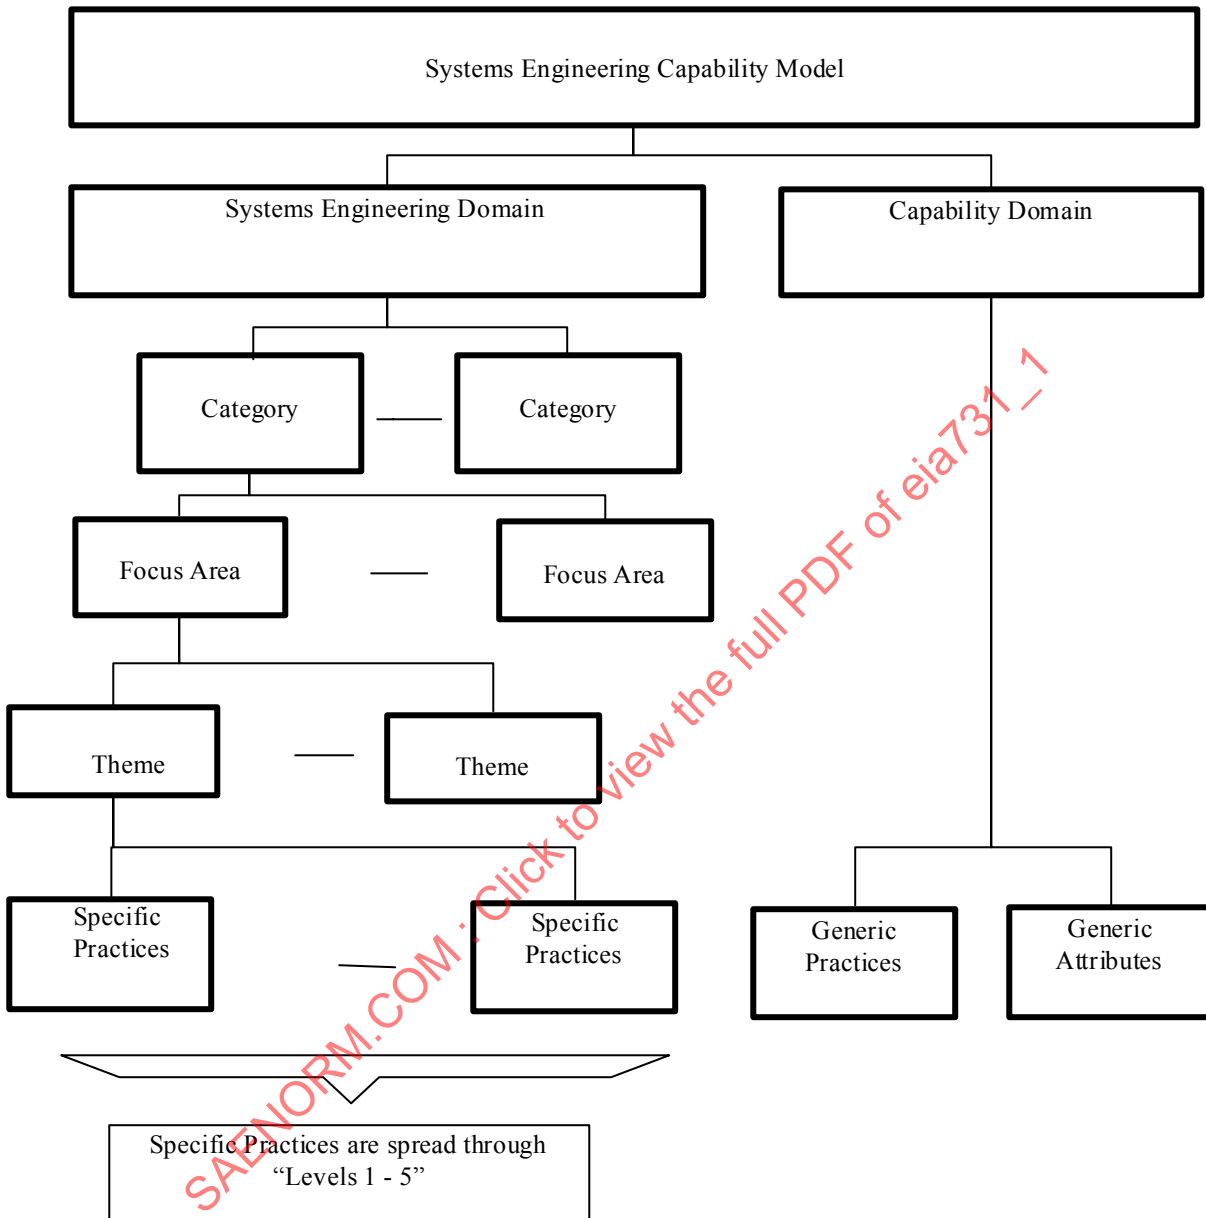 Systems Engineering Capability Model
Systems Engineering Domain
Capability Domain
Category
Category
Focus Area
Focus Area
Theme
Theme
Specific
Practices
Specific
Practices
Generic
Practices
Generic
Attributes
Specific Practices are spread through
“Levels 1 - 5”
SAENORM.COM : Click to view the full PDF of eia731_1